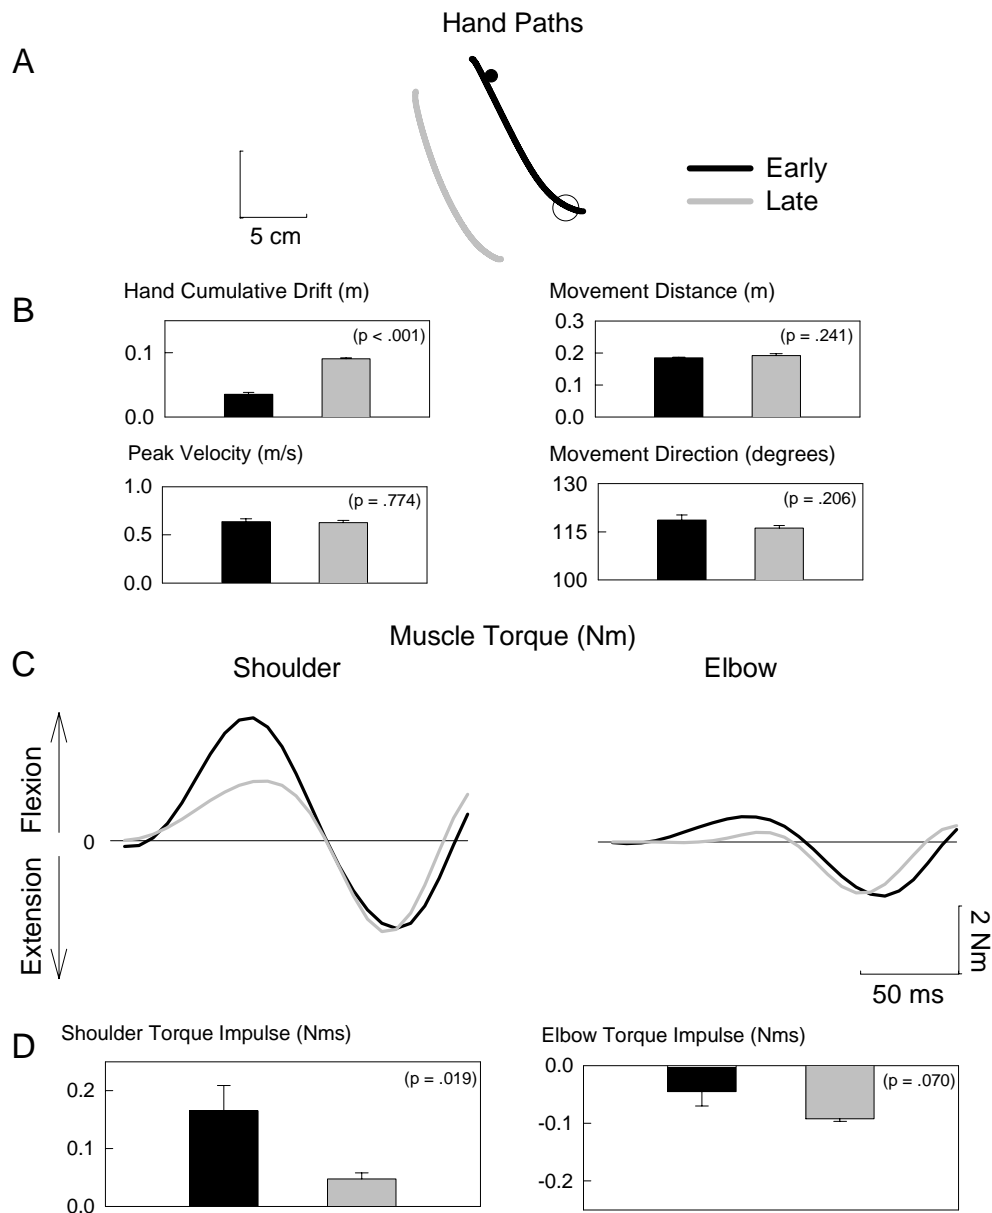 Hand Paths
A
Early
Late
5 cm
B
Hand Cumulative Drift (m)
(p < .001)
0.1
0.0
Movement Distance (m)
(p = .241)
0.3
0.2
0.1
0.0
Peak Velocity (m/s)
(p = .774)
1.0
0.5
0.0
Movement Direction (degrees)
(p = .206)
130
115
100
Muscle Torque (Nm)
C
Shoulder
Elbow
Flexion
0
Extension
2 Nm
50 ms
D
Shoulder Torque Impulse (Nms)
(p = .019)
0.2
0.1
0.0
Elbow Torque Impulse (Nms)
(p = .070)
0.0
-0.1
-0.2